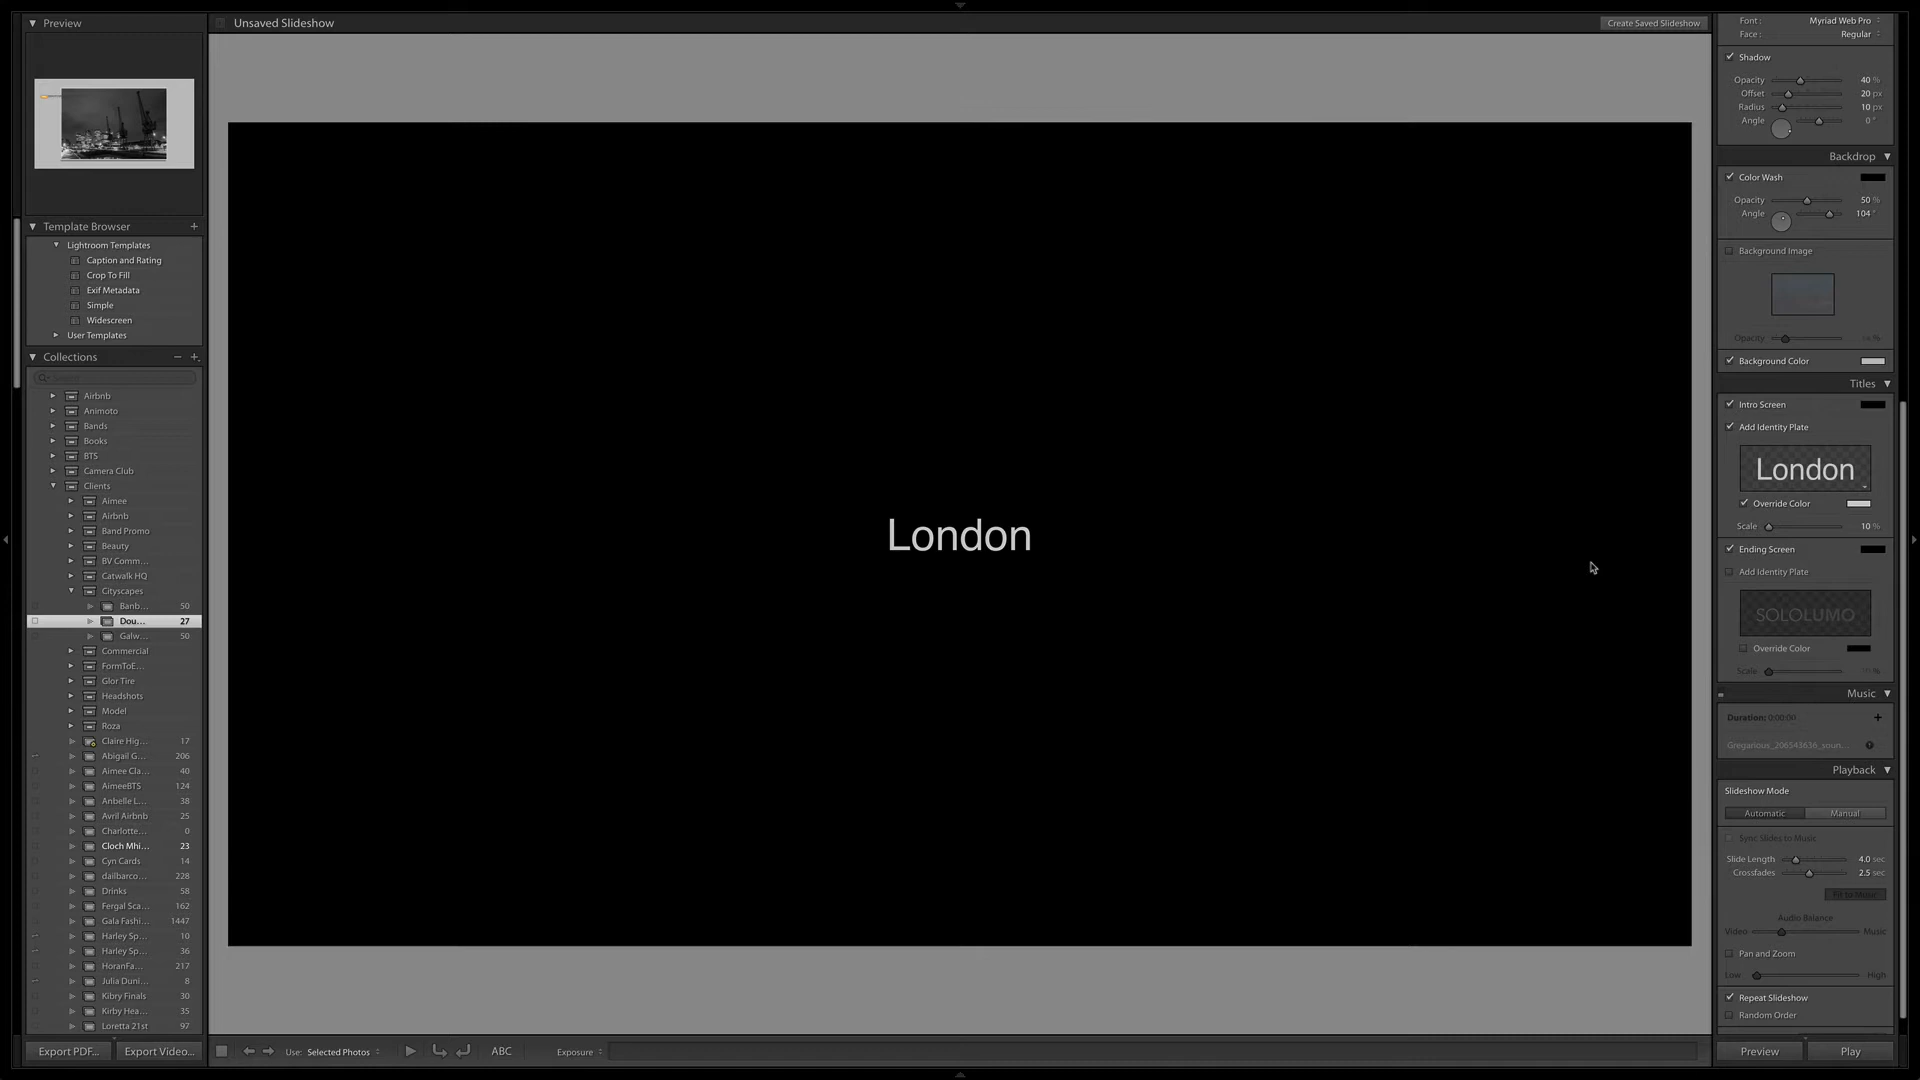 Preview
Template Browser
Lightroom Templates
Caption and Rating
Crop To Fill
Exif Metadata
Simple
Widescreen
User Templates
Collections
Search
Airbnb
Animoto
Bands
Books
BTS
Camera Club
Clients
Aimee
Airbnb
Band Promo
Beauty
BV Comm...
Catwalk HQ
Cityscapes
Banb... 50
Dou... 27
Galw... 50
Commercial
FormToE...
Glor Tire
Headshots
Model
Roza
Claire Hig... 17
Abigail G... 206
Aimee Cla... 40
AimeeBTS 124
Anbelle L... 38
Avril Airbnb 25
Charlotte... 0
Cloch Mhi... 23
Cyn Cards 14
dailbarco... 228
Drinks 58
Fergal Sca... 162
Gala Fashi... 1447
Harley Sp... 10
Harley Sp... 36
HoranFa... 217
Julia Duni... 8
Kibry Finals 30
Kirby Hea... 35
Loretta 21st 97
Export PDF... Export Video...
Unsaved Slideshow Create Saved Slideshow
London
Use: Selected Photos ABC Exposure
Font : Myriad Web Pro
Face : Regular
Shadow
Opacity 40 %
Offset 20 px
Radius 10 px
Angle 0 °
Backdrop
Color Wash
Opacity 50 %
Angle 104 °
Background Image
Opacity
Background Color
Titles
Intro Screen
Add Identity Plate
London
Override Color
Scale 10 %
Ending Screen
Add Identity Plate
SOLOLUMO
Override Color
Scale
Music
Duration: 0:00:00 +
Gregarious_206543636_soun...
Playback
Slideshow Mode
Automatic Manual
Sync Slides to Music
Slide Length 4.0 sec
Crossfades 2.5 sec
Fit to Music
Audio Balance
Video Music
Pan and Zoom
Low High
Repeat Slideshow
Random Order
Preview Play